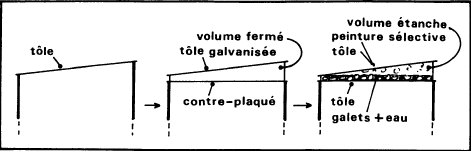 tôle
volume fermé
tôle galvanisée
contre-plaqué
volume étanche
peinture sélective
tôle
tôle
galets + eau